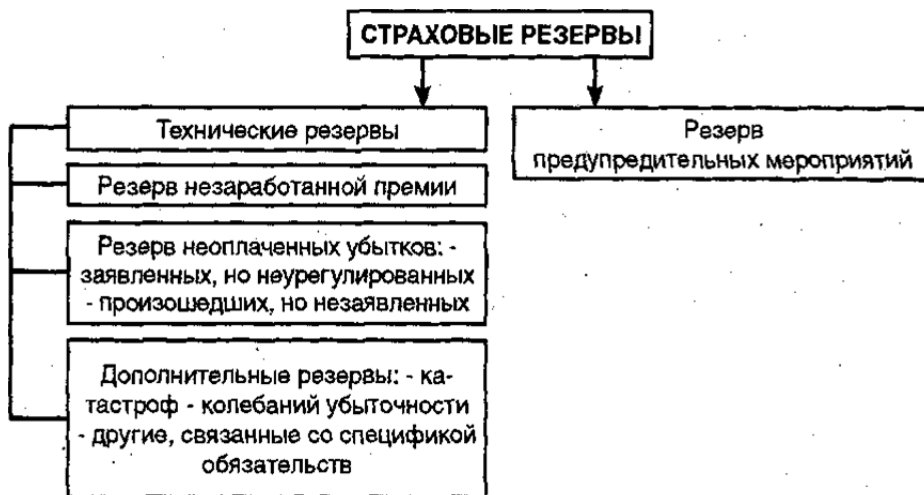 СТРАХОВЫЕ РЕЗЕРВЫ
Технические резервы
Резерв
предупредительных мероприятий
Резерв незаработанной премии
Резерв неоплаченных убытков: -
заявленных, но неурегулированных
- произошедших, но незаявленных
Дополнительные резервы: - ка-
тастроф - колебаний убыточности
- другие, связанные со спецификой
обязательств